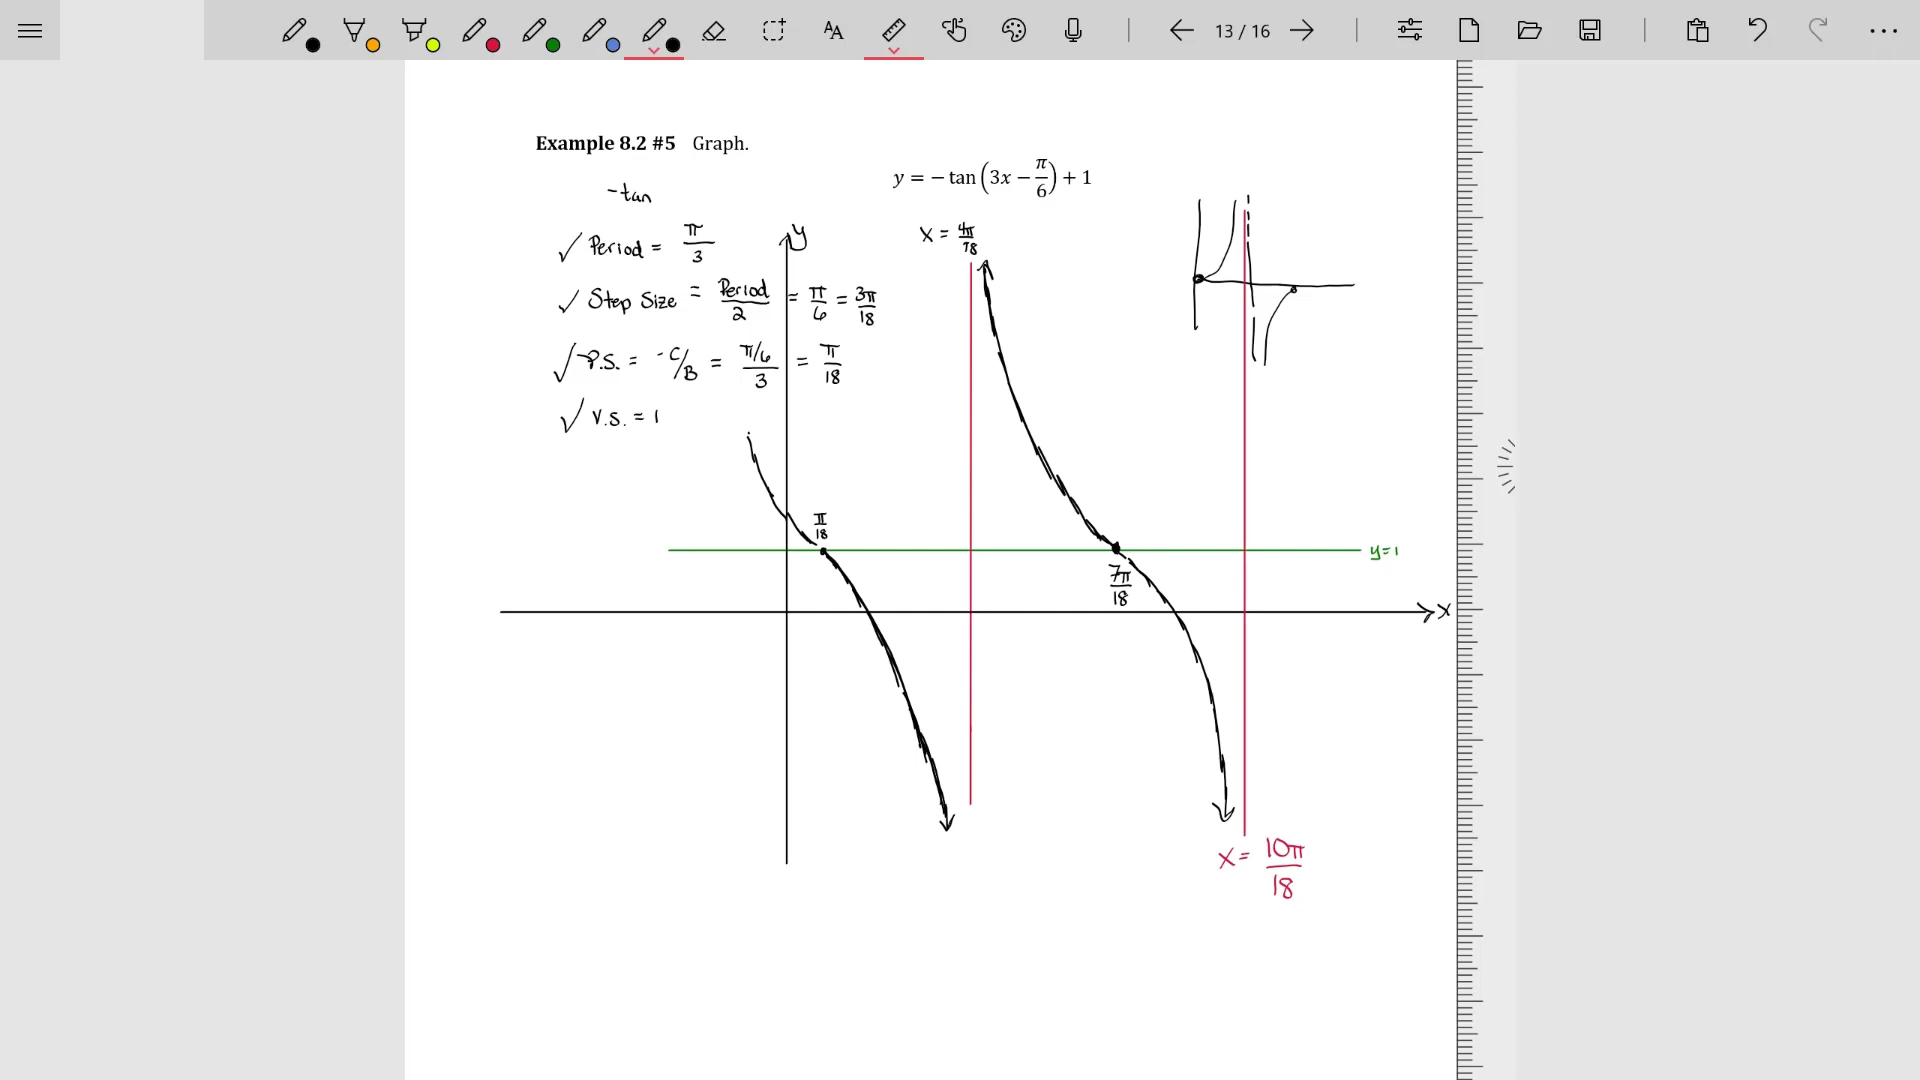 13 / 16
Example 8.2 #5 Graph.
y = − tan (3x − π/6) + 1
-tan
✓ Period = π/3
✓ Step Size = Period/2 = π/6 = 3π/18
✓ P.S. = -C/B = π/6/3 = π/18
✓ V.S. = 1
y
x = 4π/18
π/18
y=1
7π/18
x
x = 10π/18